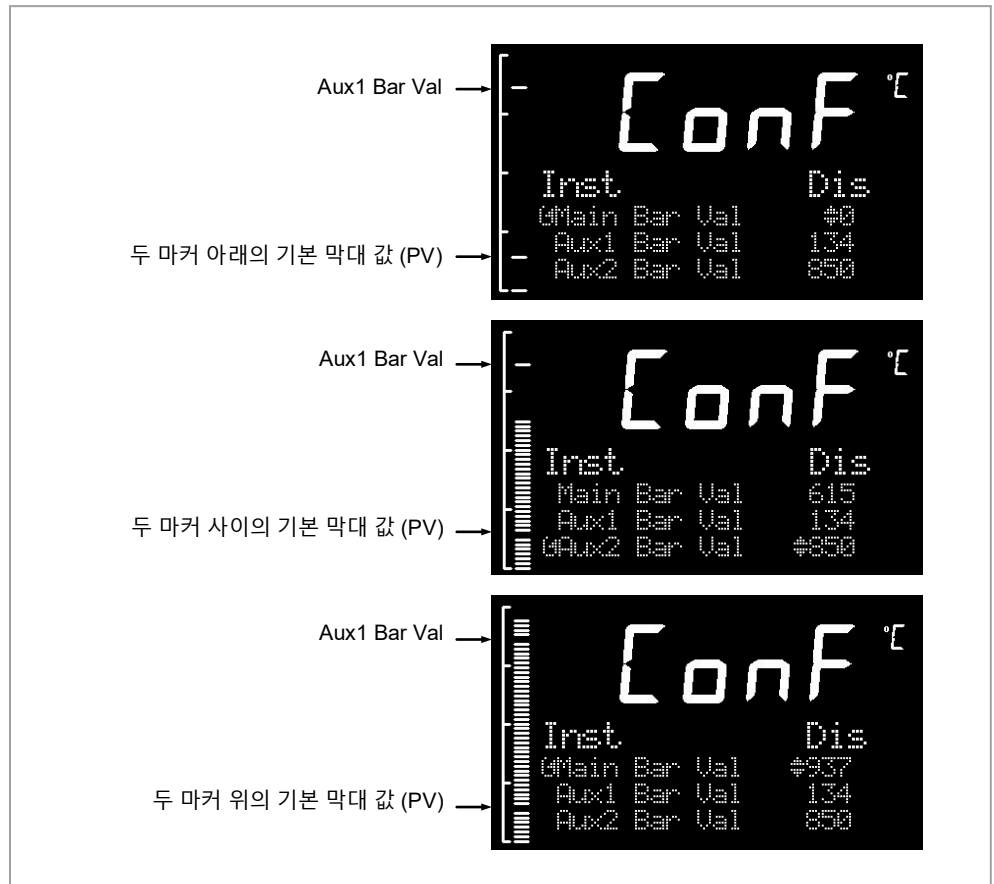 Aux1 Bar Val
ConF °C
Inst Dis
Main Bar Val 0
두 마커 아래의 기본 막대 값 (PV)
Aux1 Bar Val 134
Aux2 Bar Val 850
Aux1 Bar Val
ConF °C
Inst Dis
Main Bar Val 615
두 마커 사이의 기본 막대 값 (PV)
Aux1 Bar Val 134
Aux2 Bar Val 850
Aux1 Bar Val
ConF °C
Inst Dis
Main Bar Val 937
두 마커 위의 기본 막대 값 (PV)
Aux1 Bar Val 134
Aux2 Bar Val 850